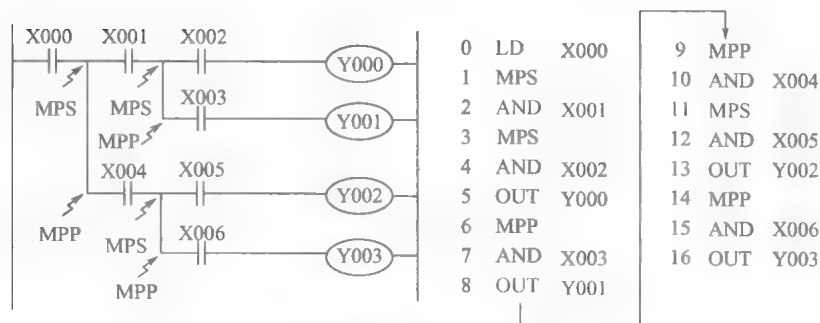 X000 X001 X002
Y000
MPS MPS X003
MPP Y001
X004 X005
Y002
MPP MPS X006
Y003
MPP
0 LD X000
1 MPS
2 AND X001
3 MPS
4 AND X002
5 OUT Y000
6 MPP
7 AND X003
8 OUT Y001
9 MPP
10 AND X004
11 MPS
12 AND X005
13 OUT Y002
14 MPP
15 AND X006
16 OUT Y003